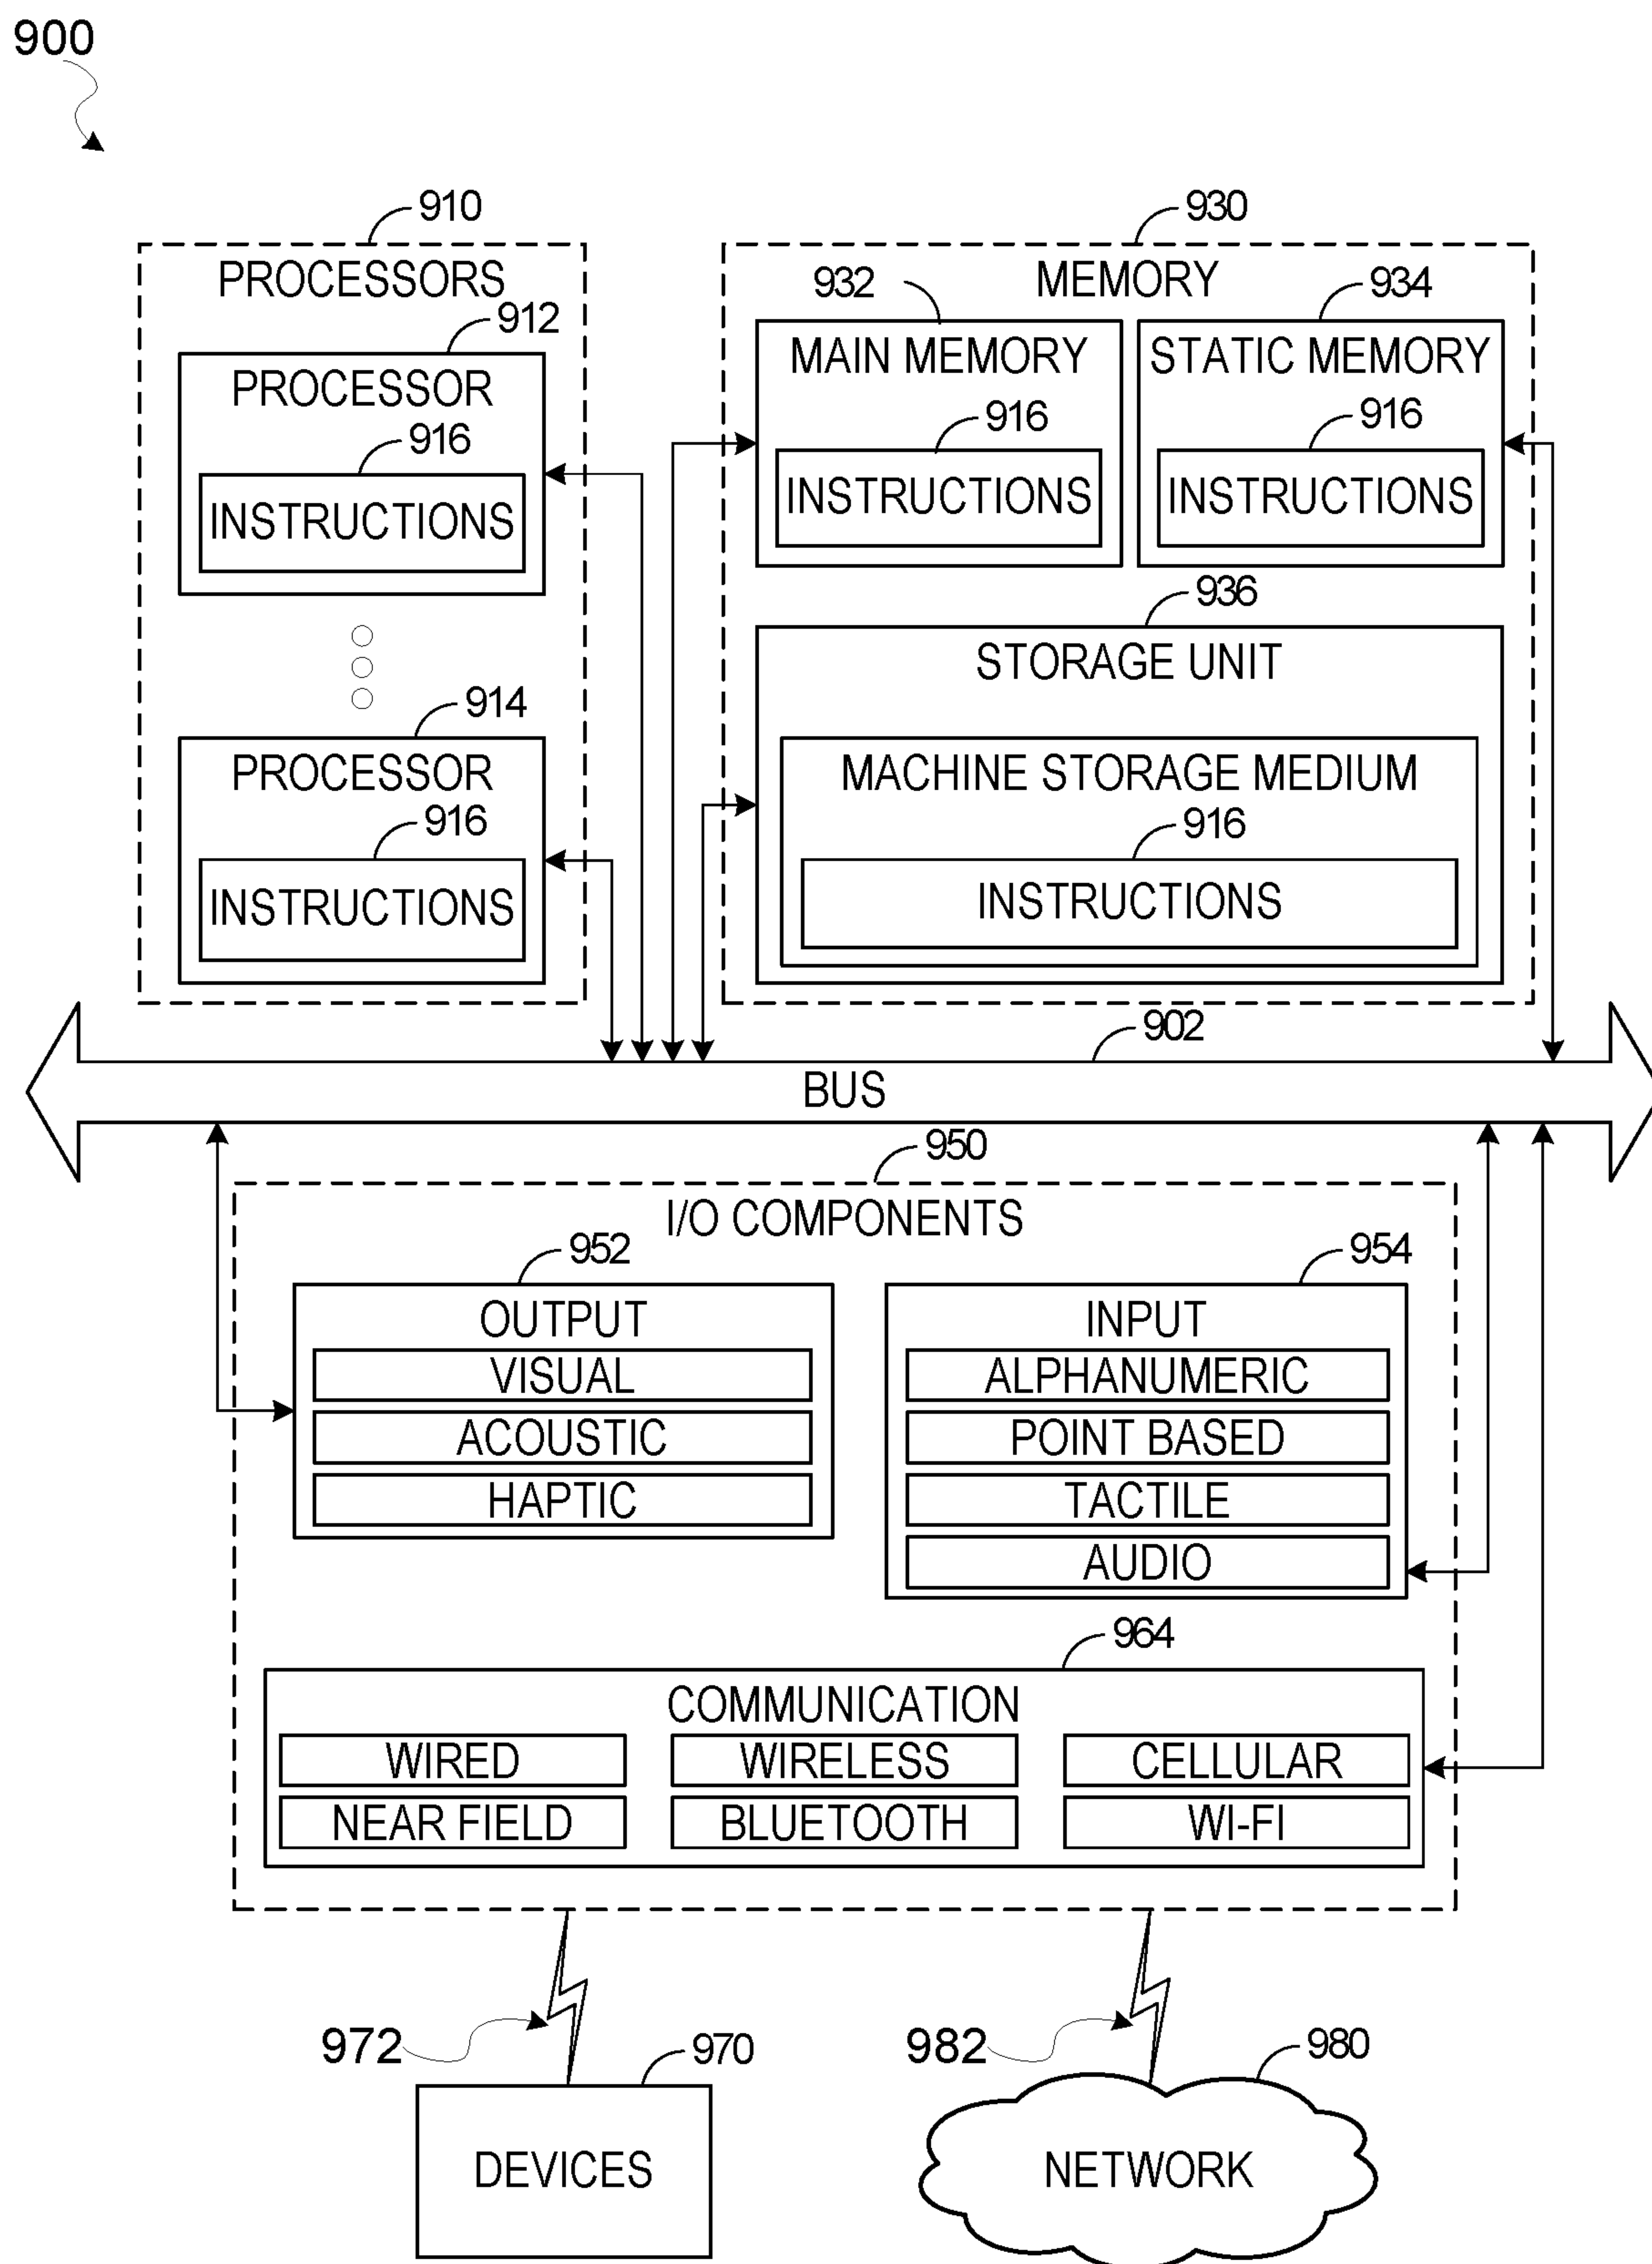 900
910
PROCESSORS
912
PROCESSOR
916
INSTRUCTIONS
914
PROCESSOR
916
INSTRUCTIONS
930
MEMORY
932
MAIN MEMORY
916
INSTRUCTIONS
934
STATIC MEMORY
916
INSTRUCTIONS
936
STORAGE UNIT
MACHINE STORAGE MEDIUM
916
INSTRUCTIONS
902
BUS
950
I/O COMPONENTS
952
OUTPUT
VISUAL
ACOUSTIC
HAPTIC
954
INPUT
ALPHANUMERIC
POINT BASED
TACTILE
AUDIO
964
COMMUNICATION
WIRED
WIRELESS
CELLULAR
NEAR FIELD
BLUETOOTH
WI-FI
972
970
DEVICES
982
980
NETWORK